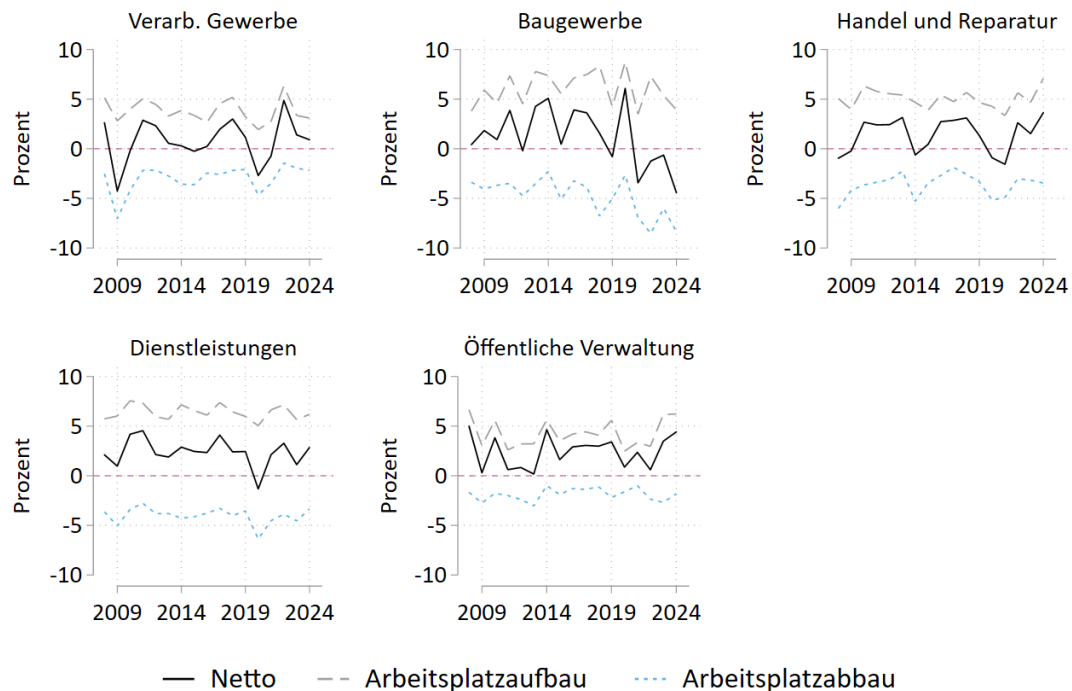 Verarb. Gewerbe
Baugewerbe
Handel und Reparatur
Prozent
10
5
0
-5
-10
2009 2014 2019 2024
Prozent
10
5
0
-5
-10
2009 2014 2019 2024
Prozent
10
5
0
-5
-10
2009 2014 2019 2024
Dienstleistungen
Öffentliche Verwaltung
Prozent
10
5
0
-5
-10
2009 2014 2019 2024
Prozent
10
5
0
-5
-10
2009 2014 2019 2024
Netto Arbeitsplatzaufbau Arbeitsplatzabbau